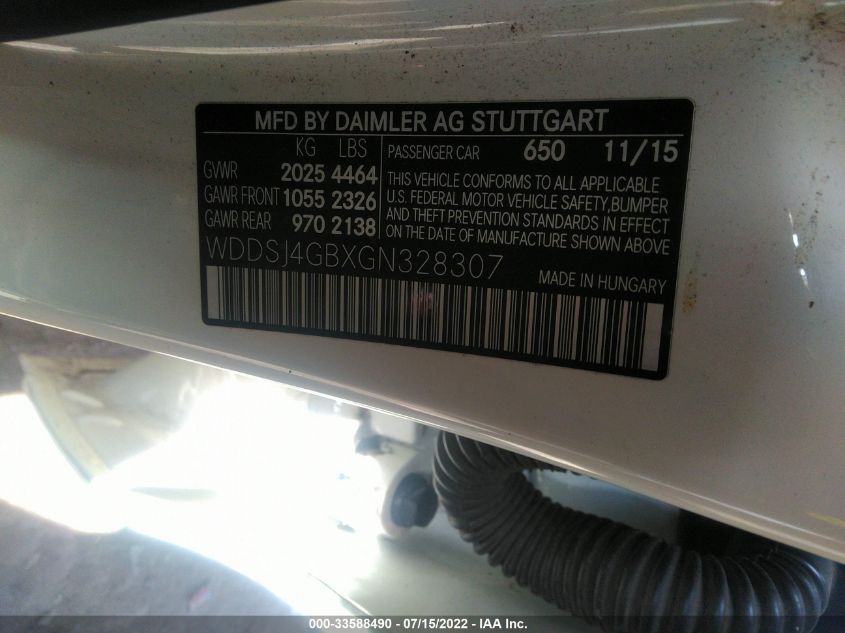 MFD BY DAIMLER AG STUTTGART
KG LBS
GVWR 2025 4464
GAWR FRONT 1055 2326
GAWR REAR 970 2138
PASSENGER CAR 650 11/15
THIS VEHICLE CONFORMS TO ALL APPLICABLE
U.S. FEDERAL MOTOR VEHICLE SAFETY,BUMPER
AND THEFT PREVENTION STANDARDS IN EFFECT
ON THE DATE OF MANUFACTURE SHOWN ABOVE
WDDSJ4GBXGN328307
MADE IN HUNGARY
000-33588490 - 07/15/2022 - IAA Inc.